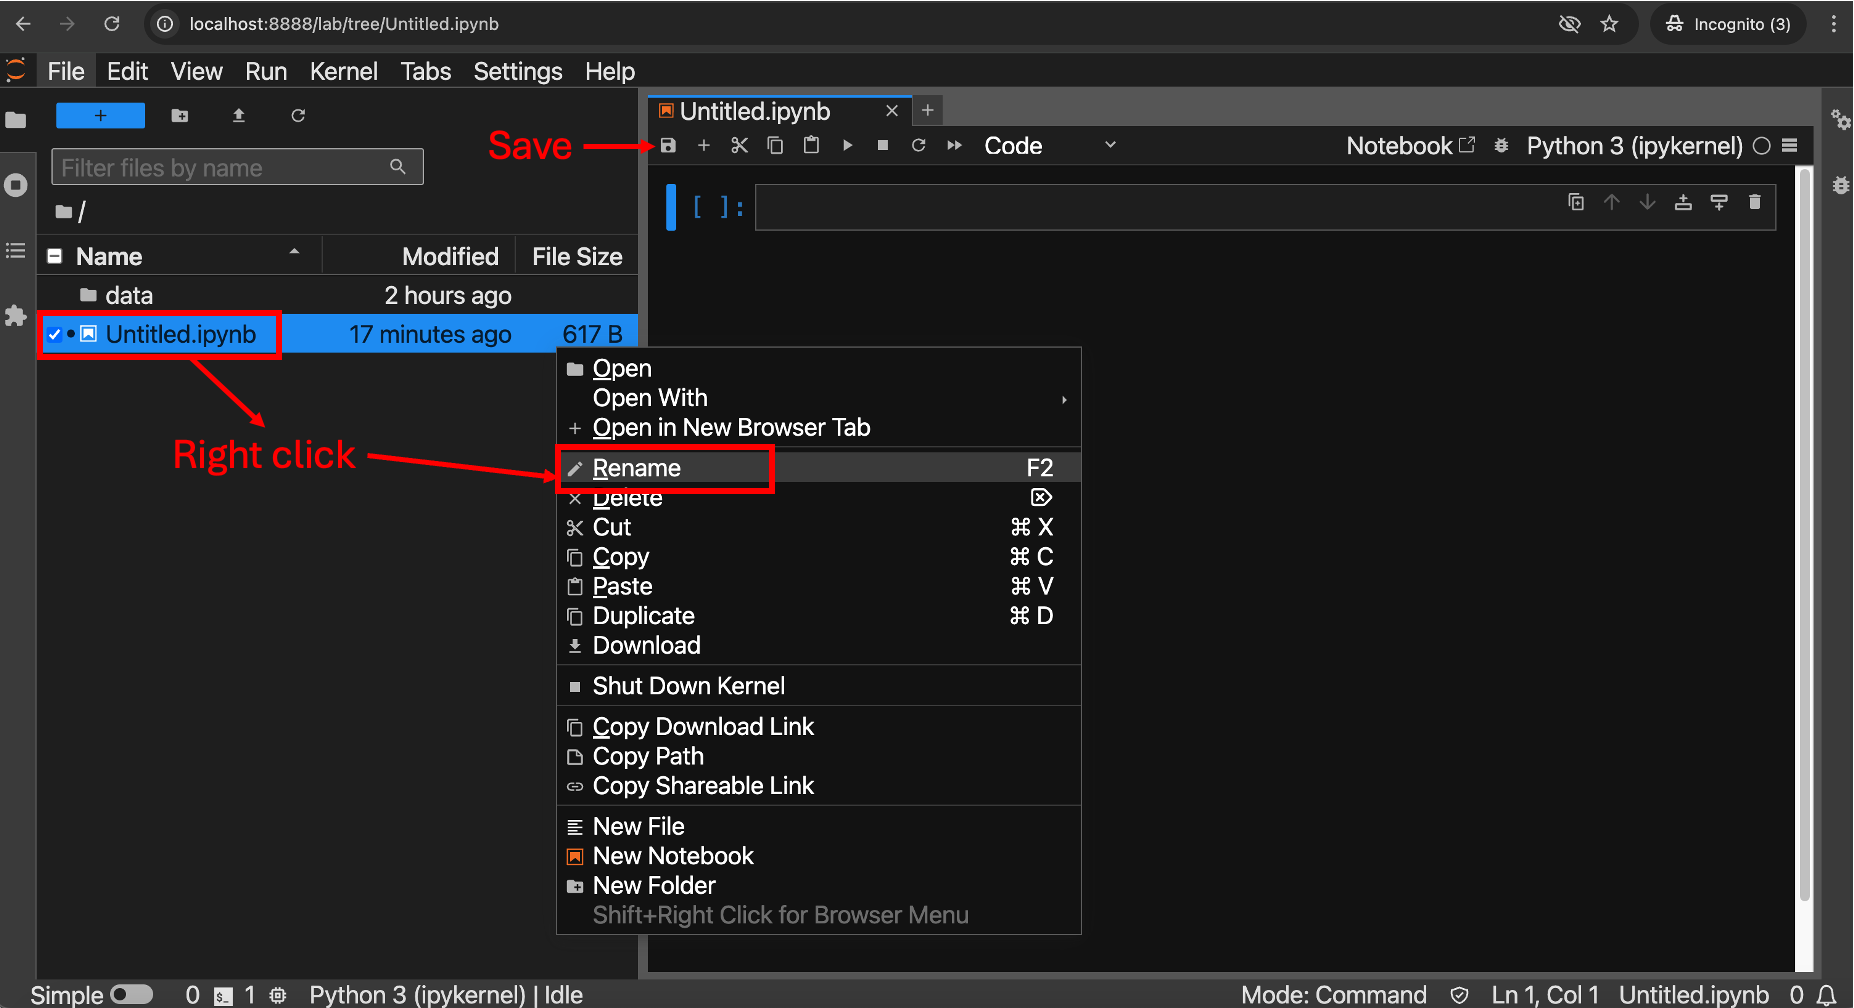 localhost:8888/lab/tree/Untitled.ipynb
Incognito (3)
File Edit View Run Kernel Tabs Settings Help
Untitled.ipynb
Save
Code
Notebook
Python 3 (ipykernel)
Filter files by name
/
[ ]:
Name Modified File Size
data 2 hours ago
Untitled.ipynb 17 minutes ago 617 B
Right click
Open
Open With
Open in New Browser Tab
Rename F2
Delete
Cut ⌘ X
Copy ⌘ C
Paste ⌘ V
Duplicate ⌘ D
Download
Shut Down Kernel
Copy Download Link
Copy Path
Copy Shareable Link
New File
New Notebook
New Folder
Shift+Right Click for Browser Menu
Simple 0 $_ 1 Python 3 (ipykernel) | Idle Mode: Command Ln 1, Col 1 Untitled.ipynb 0